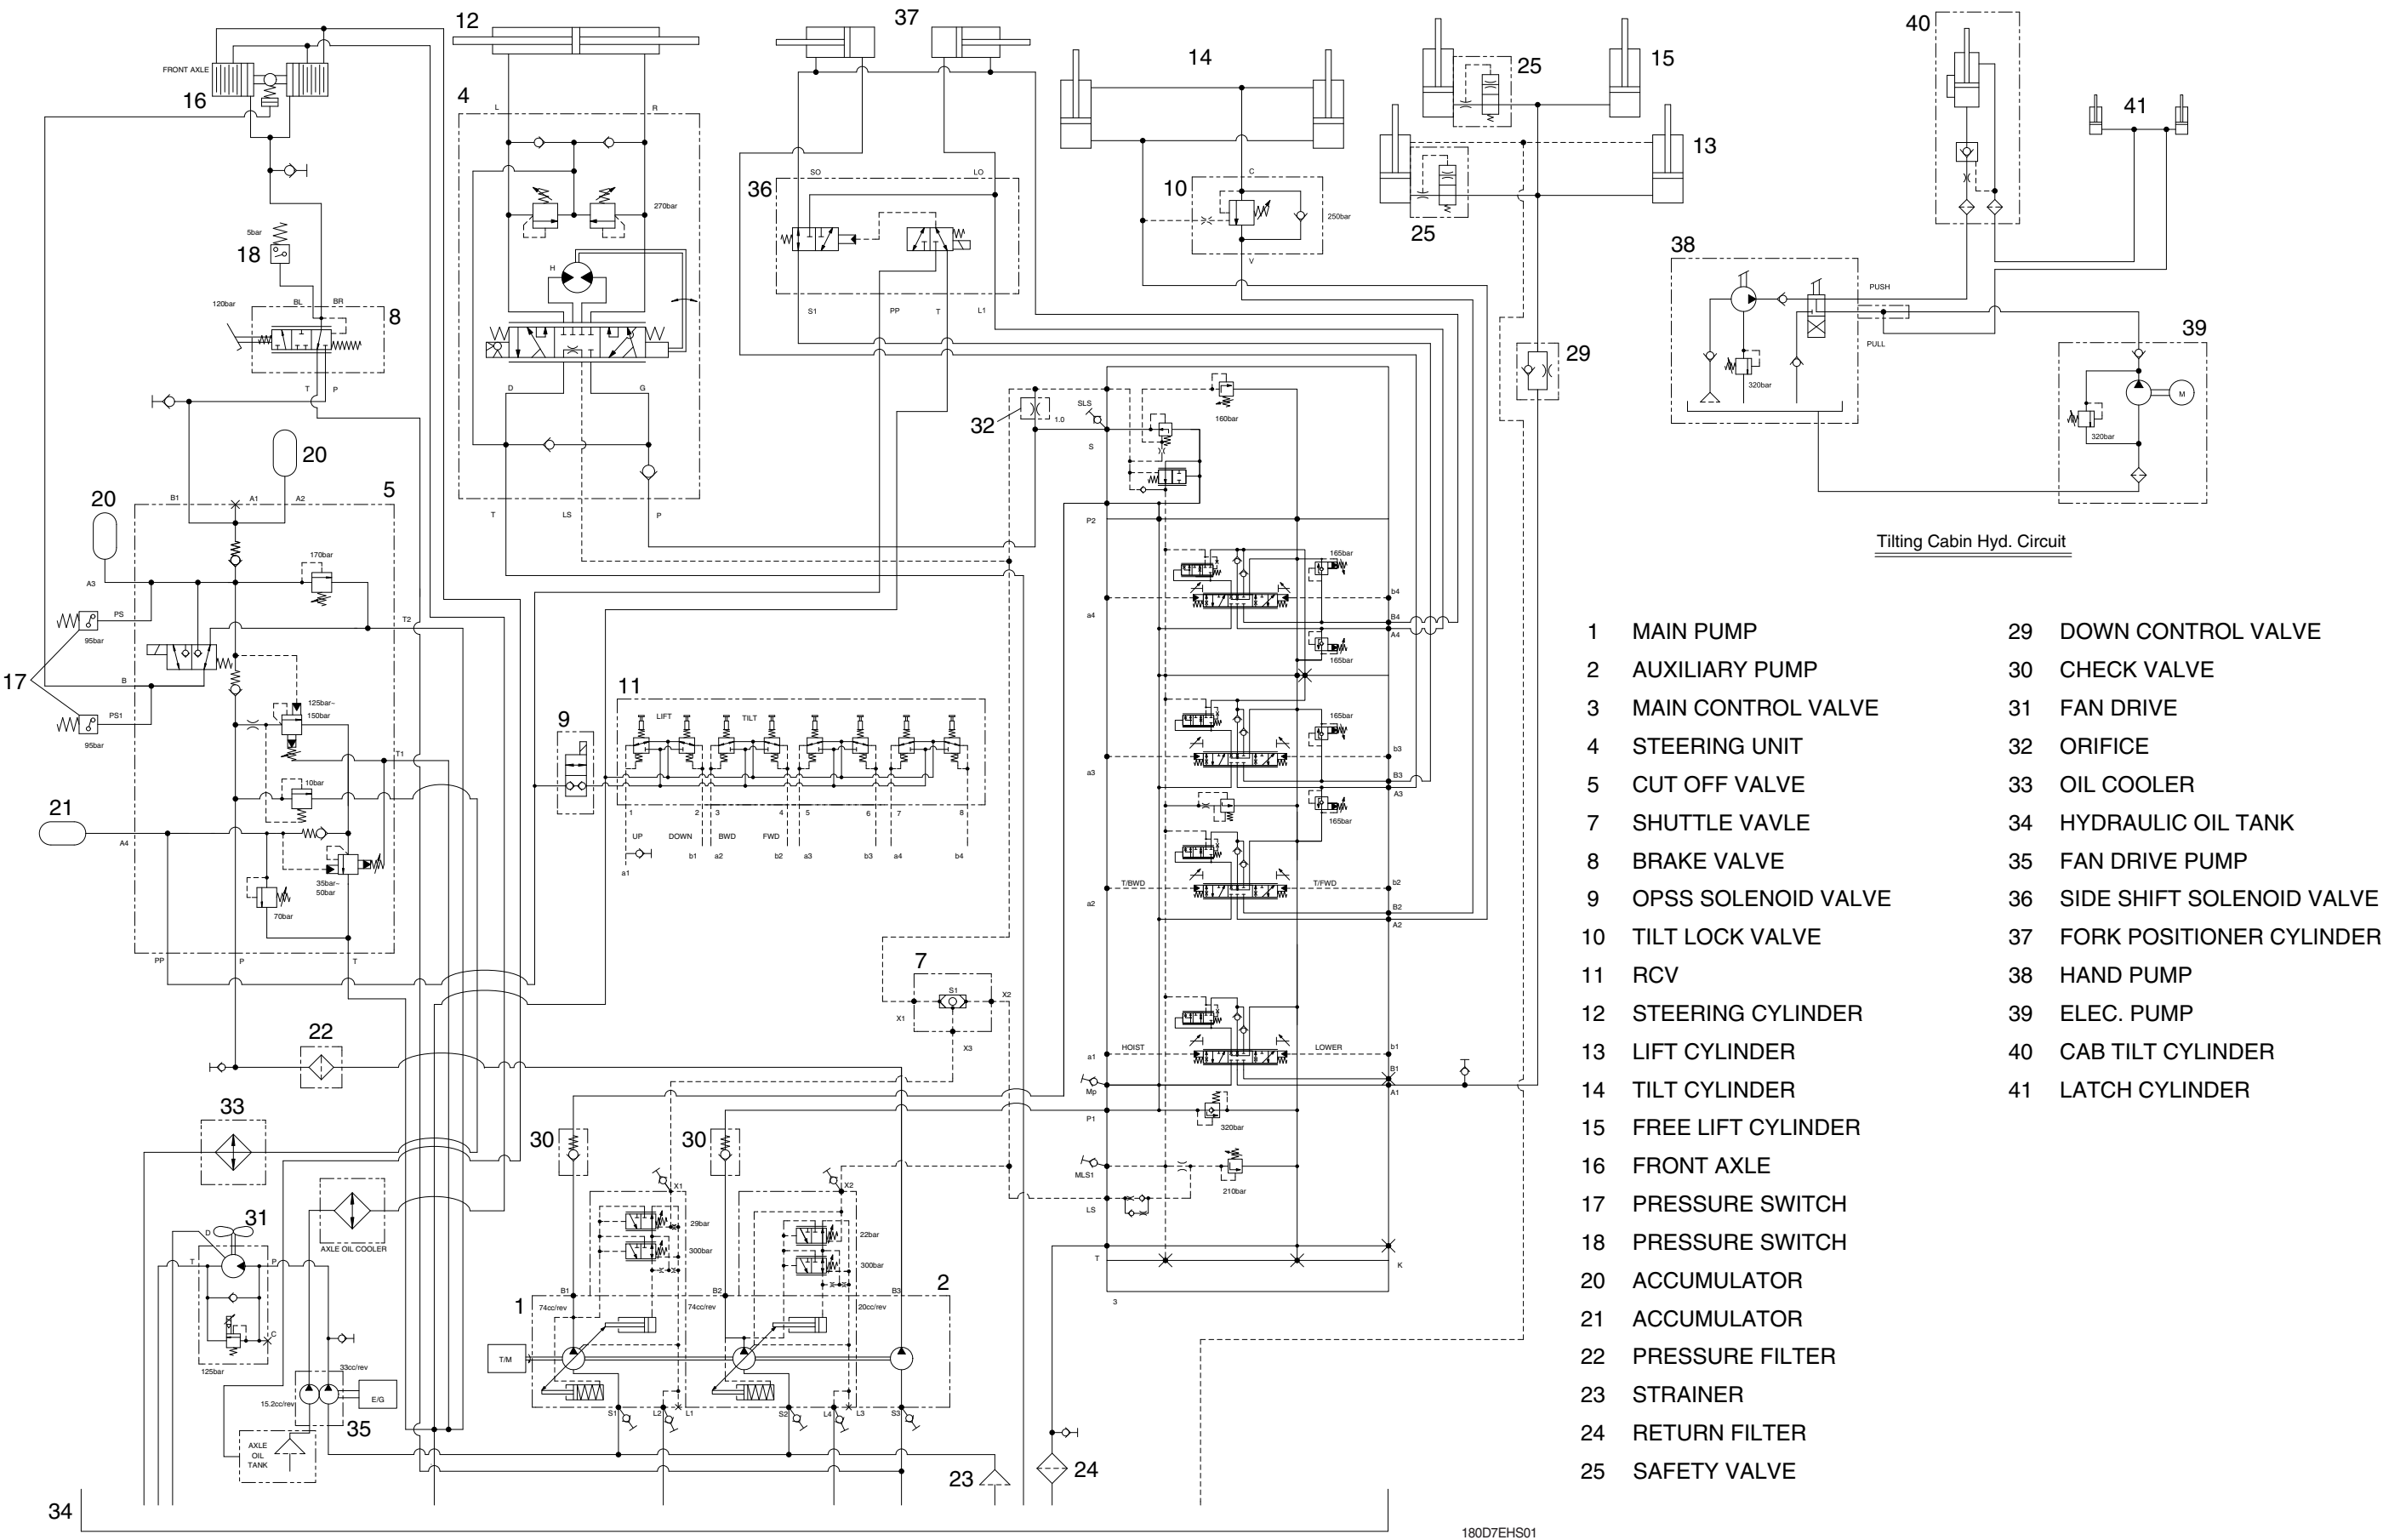 12
37
40
FRONT AXLE
16
4
14
25
15
41
L
R
SO
LO
36
C
10
250bar
V
13
25
270bar
5bar
18
38
120bar
BL
BR
8
H
S1
PP
T
L1
PUSH
PULL
39
29
320bar
M
320bar
T
P
D
G
SLS
160bar
32
1.0
S
20
20
5
B1
A1
A2
T
LS
P
P2
Tilting Cabin Hyd. Circuit
170bar
A3
PS
95bar
T2
165bar
b4
a4
B4
A4
165bar
17
B
PS1
95bar
125bar~
150bar
T1
10bar
11
9
LIFT
TILT
165bar
b3
a3
B3
A3
165bar
21
A4
35bar~
50bar
70bar
1
2
3
4
5
6
7
8
UP
DOWN
BWD
FWD
a1
b1
a2
b2
a3
b3
a4
b4
T/BWD
T/FWD
b2
a2
B2
A2
PP
P
T
7
S1
X2
X1
X3
22
a1
HOIST
LOWER
b1
B1
Mp
A1
33
30
30
P1
320bar
MLS1
210bar
LS
X1
X2
29bar
300bar
22bar
300bar
31
D
AXLE OIL COOLER
T
P
C
125bar
T
K
3
1
2
B1
B2
B3
74cc/rev
74cc/rev
20cc/rev
T/M
33cc/rev
E/G
15.2cc/rev
35
AXLE
OIL
TANK
S1
L2
L1
S2
L4
L3
S3
23
24
34
1 MAIN PUMP
2 AUXILIARY PUMP
3 MAIN CONTROL VALVE
4 STEERING UNIT
5 CUT OFF VALVE
7 SHUTTLE VAVLE
8 BRAKE VALVE
9 OPSS SOLENOID VALVE
10 TILT LOCK VALVE
11 RCV
12 STEERING CYLINDER
13 LIFT CYLINDER
14 TILT CYLINDER
15 FREE LIFT CYLINDER
16 FRONT AXLE
17 PRESSURE SWITCH
18 PRESSURE SWITCH
20 ACCUMULATOR
21 ACCUMULATOR
22 PRESSURE FILTER
23 STRAINER
24 RETURN FILTER
25 SAFETY VALVE
29 DOWN CONTROL VALVE
30 CHECK VALVE
31 FAN DRIVE
32 ORIFICE
33 OIL COOLER
34 HYDRAULIC OIL TANK
35 FAN DRIVE PUMP
36 SIDE SHIFT SOLENOID VALVE
37 FORK POSITIONER CYLINDER
38 HAND PUMP
39 ELEC. PUMP
40 CAB TILT CYLINDER
41 LATCH CYLINDER
180D7EHS01